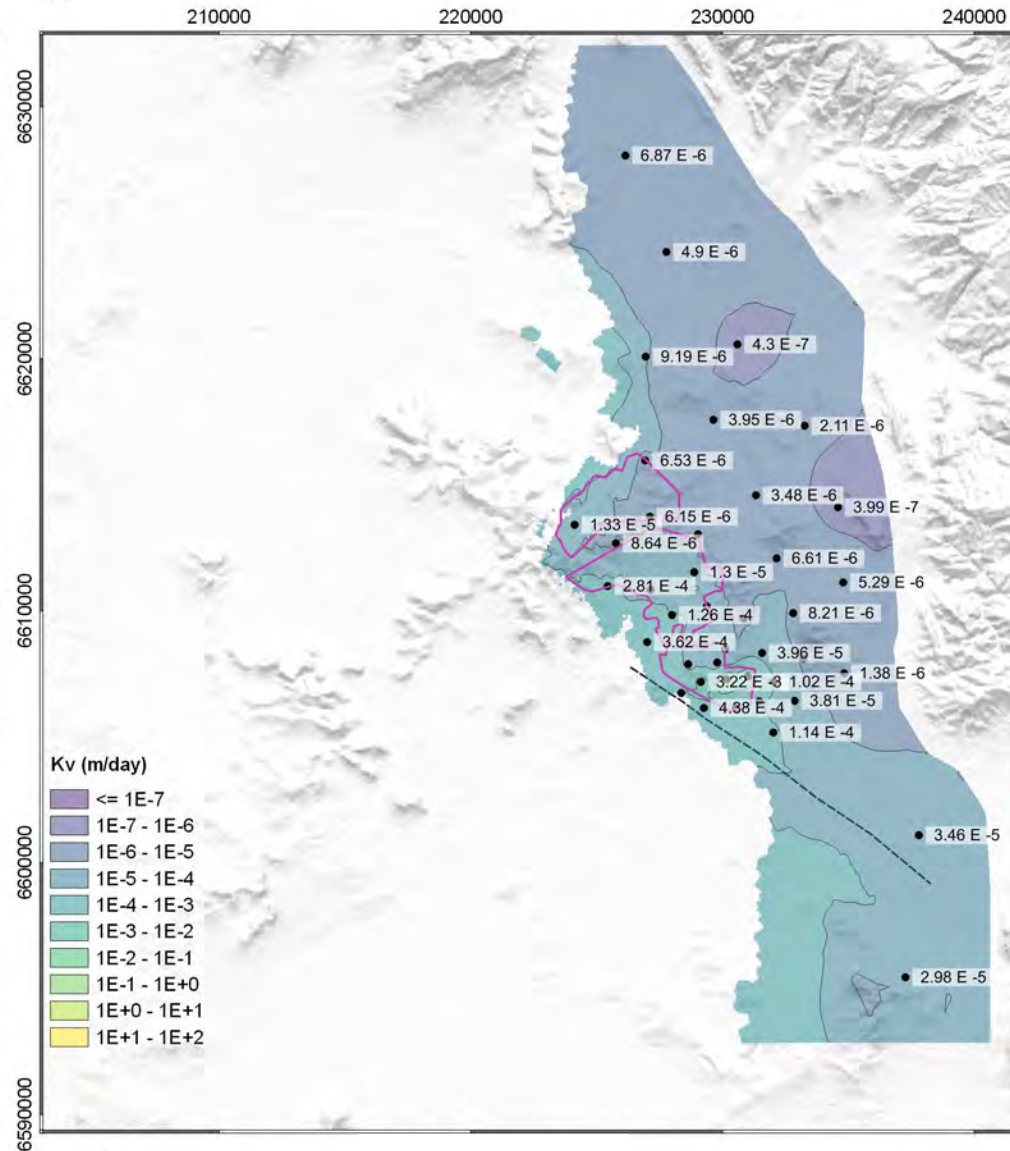 210000
220000
230000
240000
6630000
6620000
6610000
6600000
6590000
6.87 E -6
4.9 E -6
4.3 E -7
9.19 E -6
3.95 E -6
2.11 E -6
6.53 E -6
3.48 E -6
3.99 E -7
6.15 E -6
1.33 E -5
8.64 E -6
6.61 E -6
1.3 E -5
5.29 E -6
2.81 E -4
8.21 E -6
1.26 E -4
3.62 E -4
3.96 E -5
1.38 E -6
3.22 E -3
1.02 E -4
3.81 E -5
4.38 E -4
1.14 E -4
3.46 E -5
2.98 E -5
Kv (m/day)
<= 1E-7
1E-7 - 1E-6
1E-6 - 1E-5
1E-5 - 1E-4
1E-4 - 1E-3
1E-3 - 1E-2
1E-2 - 1E-1
1E-1 - 1E+0
1E+0 - 1E+1
1E+1 - 1E+2